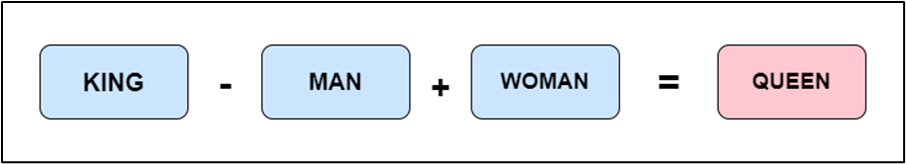 KING - MAN + WOMAN = QUEEN